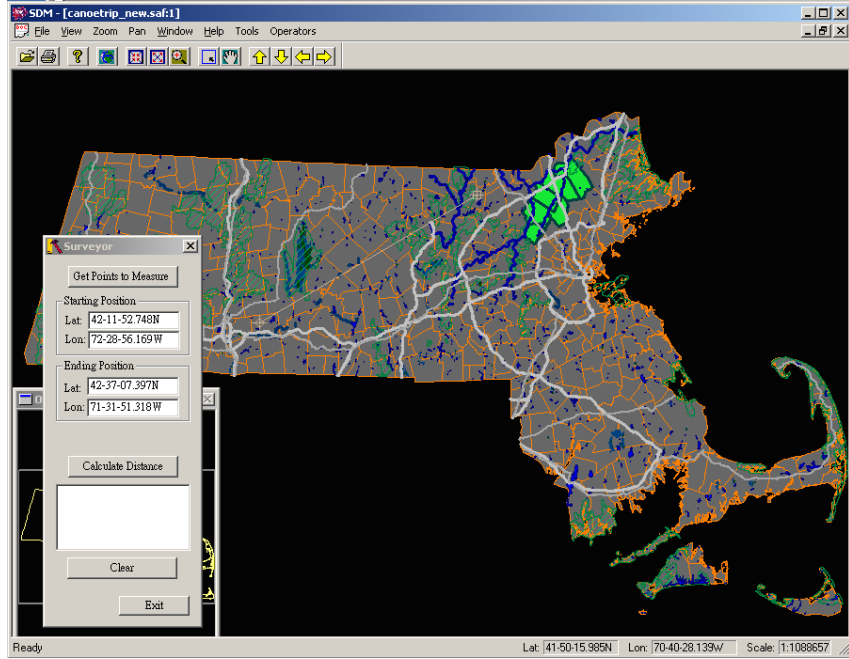 SDM - [canoetrip_new.saf:1]
File View Zoom Pan Window Help Tools Operators
Surveyor
Get Points to Measure
Starting Position
Lat: 42-11-52.748N
Lon: 72-28-56.169W
Ending Position
Lat: 42-37-07.397N
Lon: 71-31-51.318W
Calculate Distance
Clear
Exit
Ready Lat: 41-50-15.985N Lon: 70-40-28.139W Scale: 1:1088657